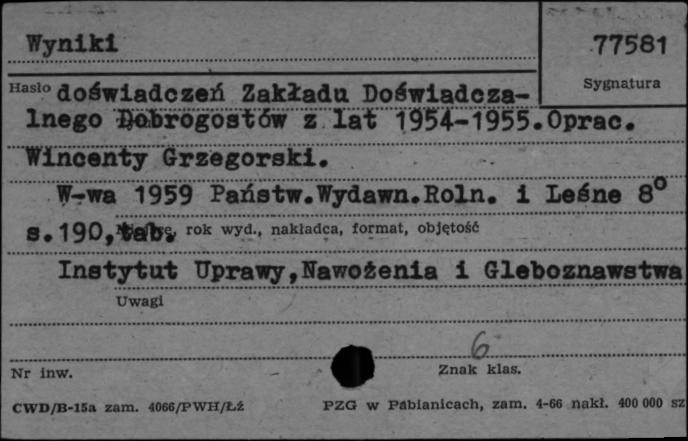 Wyniki
77581
Sygnatura
Hasło doświadczeń Zakładu Doświadcza-
lnego Dobrogostów z lat 1954-1955.Oprac.
Wincenty Grzegorski.
W-wa 1959 Państw.Wydawn.Roln. i Leśne 8°
s.190,tab.
rok wyd., nakładca, format, objętość
Instytut Uprawy,Nawożenia i Gleboznawstwa
Uwagi
6
Nr inw.
Znak klas.
CWD/B-15a zam. 4066/PWH/Łź
PZG w Pabianicach, zam. 4-66 nakł. 400 000 sz